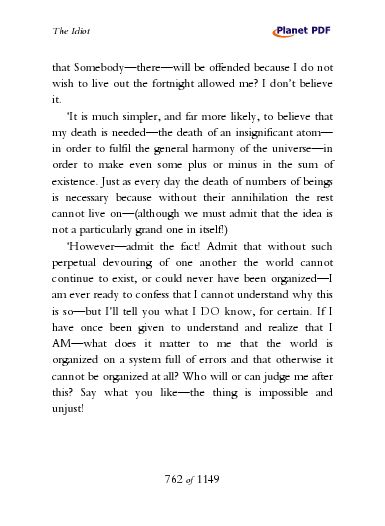 The Idiot
Planet PDF
that Somebody—there—will be offended because I do not
wish to live out the fortnight allowed me? I don't believe
it.
'It is much simpler, and far more likely, to believe that
my death is needed—the death of an insignificant atom—
in order to fulfil the general harmony of the universe—in
order to make even some plus or minus in the sum of
existence. Just as every day the death of numbers of beings
is necessary because without their annihilation the rest
cannot live on—(although we must admit that the idea is
not a particularly grand one in itself!)
'However—admit the fact! Admit that without such
perpetual devouring of one another the world cannot
continue to exist, or could never have been organized—I
am ever ready to confess that I cannot understand why this
is so—but I'll tell you what I DO know, for certain. If I
have once been given to understand and realize that I
AM—what does it matter to me that the world is
organized on a system full of errors and that otherwise it
cannot be organized at all? Who will or can judge me after
this? Say what you like—the thing is impossible and
unjust!
762 of 1149